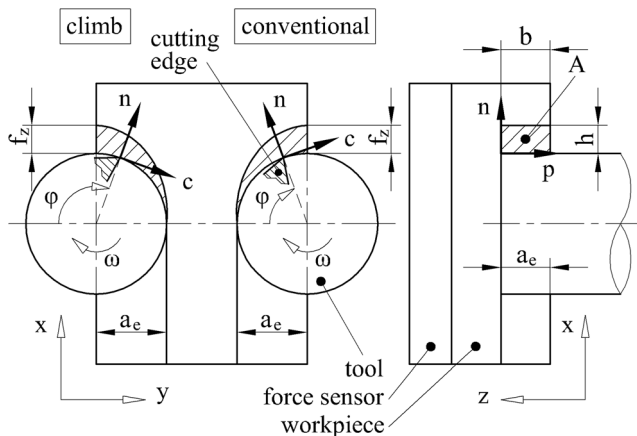 climb
conventional
cutting
edge
b
A
n
n
n
f_z
f_z
h
c
c
p
φ
φ
ω
ω
a_e
a_e
a_e
x
y
x
z
tool
force sensor
workpiece